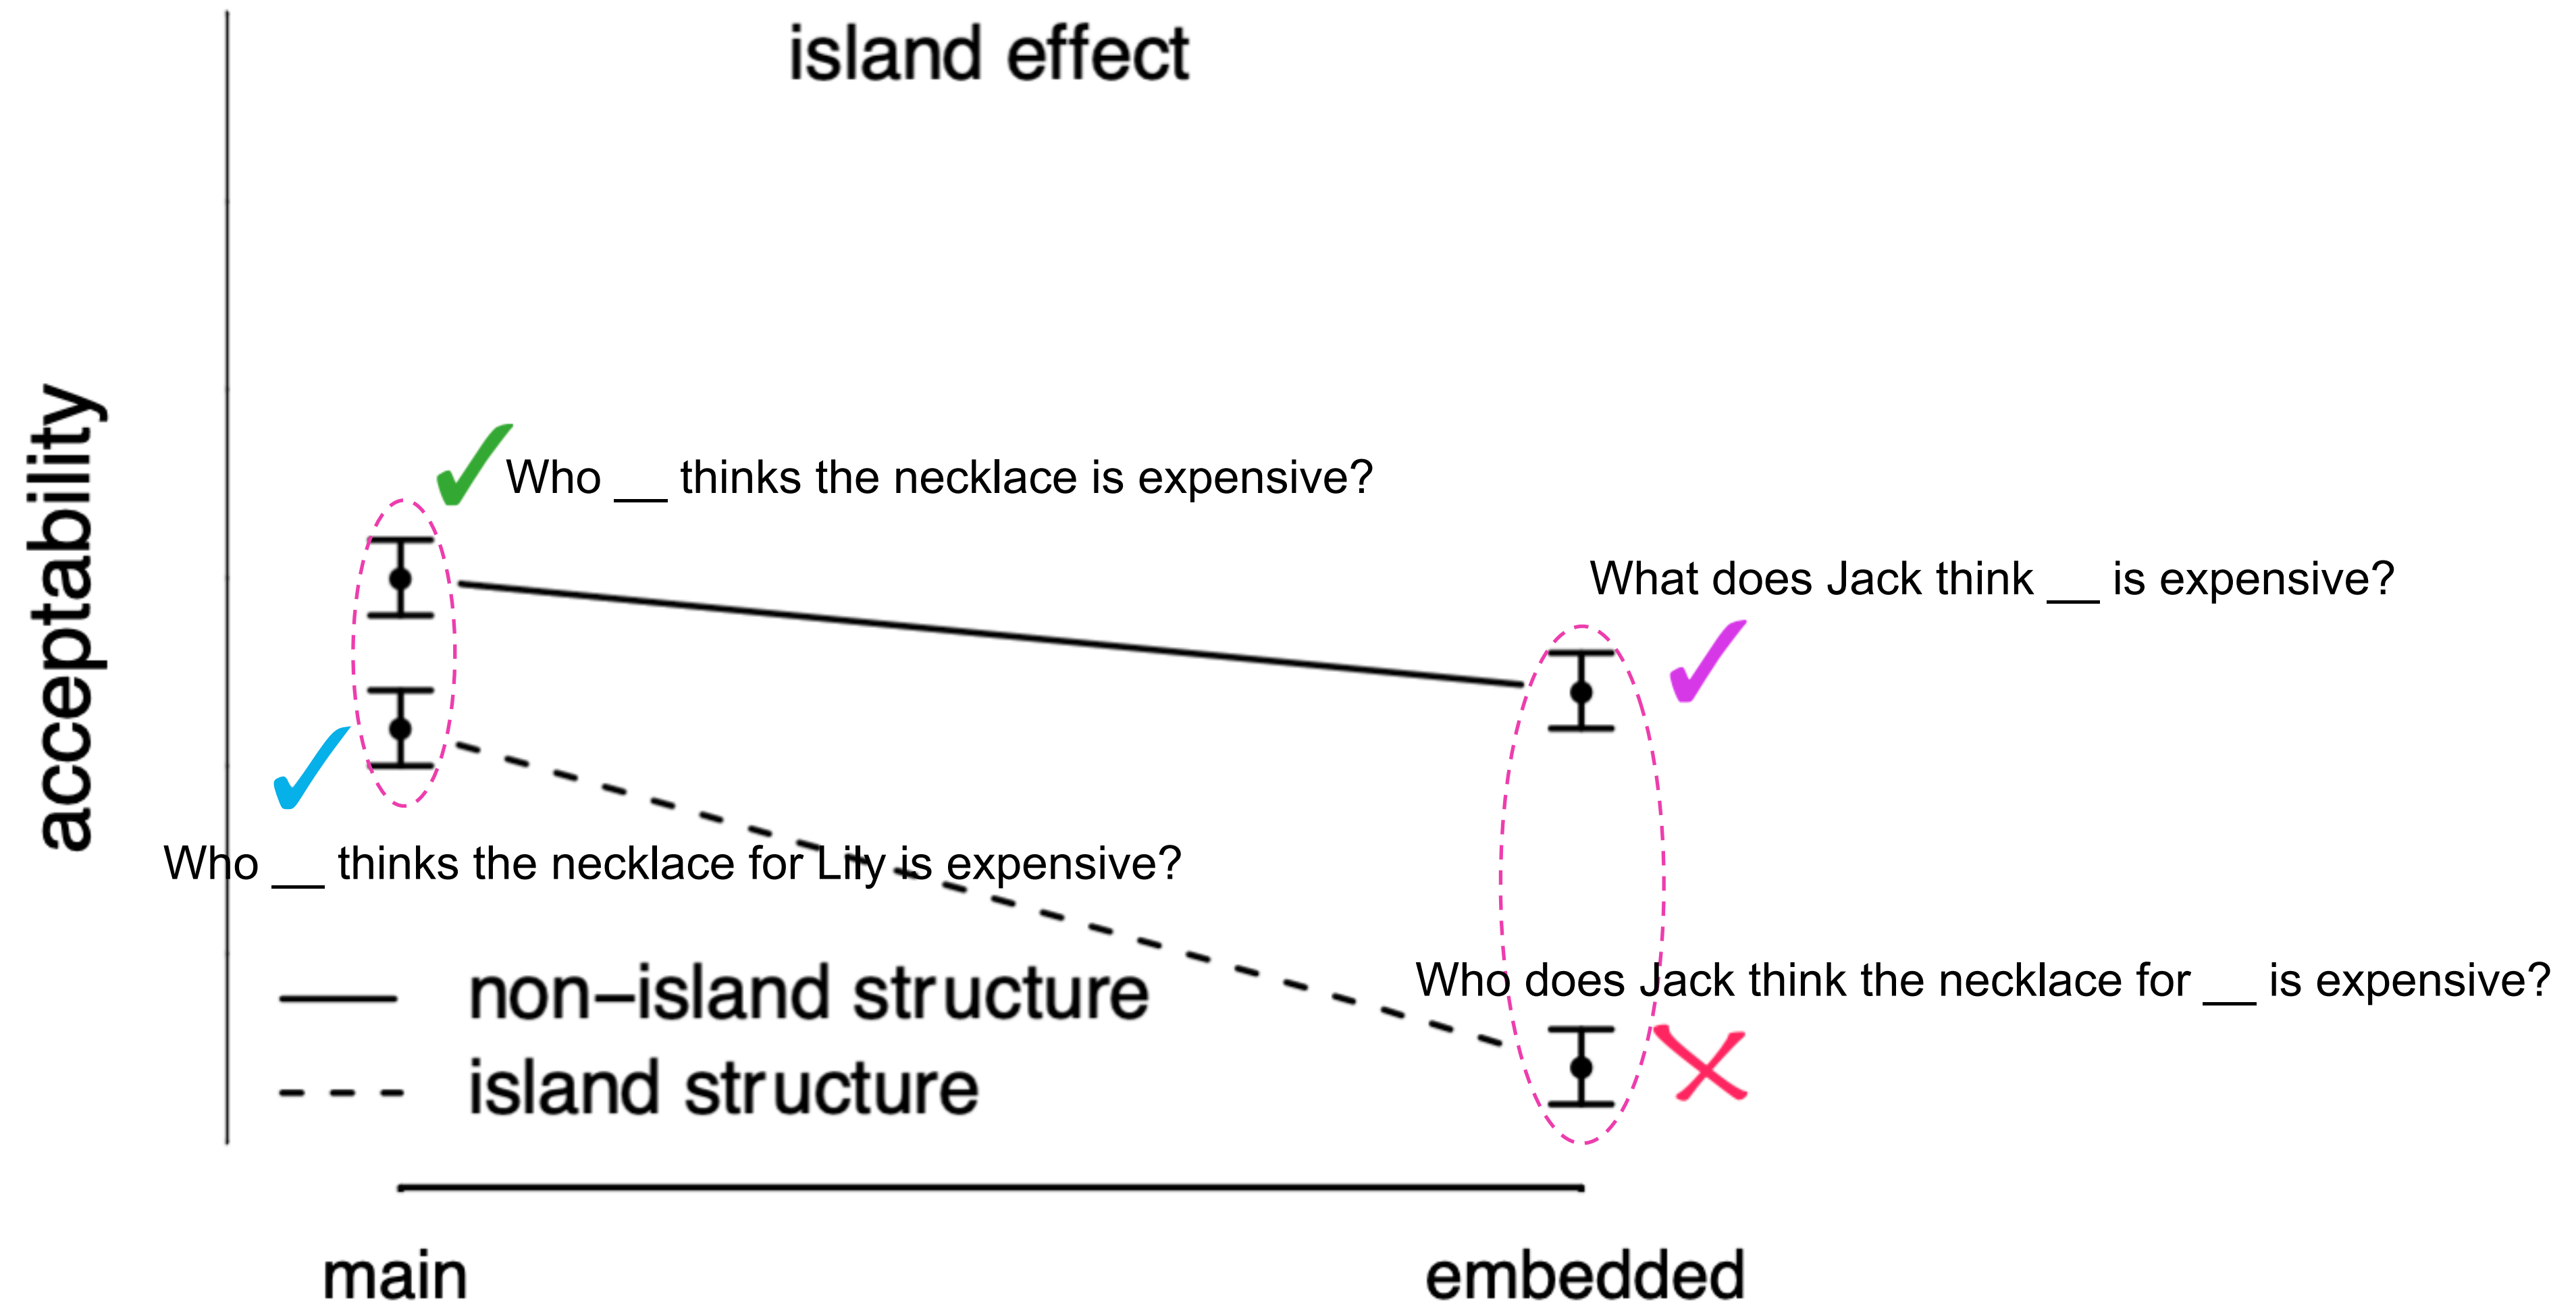 island effect
acceptability
Who __ thinks the necklace is expensive?
What does Jack think __ is expensive?
Who __ thinks the necklace for Lily is expensive?
Who does Jack think the necklace for __ is expensive?
non-island structure
island structure
main
embedded